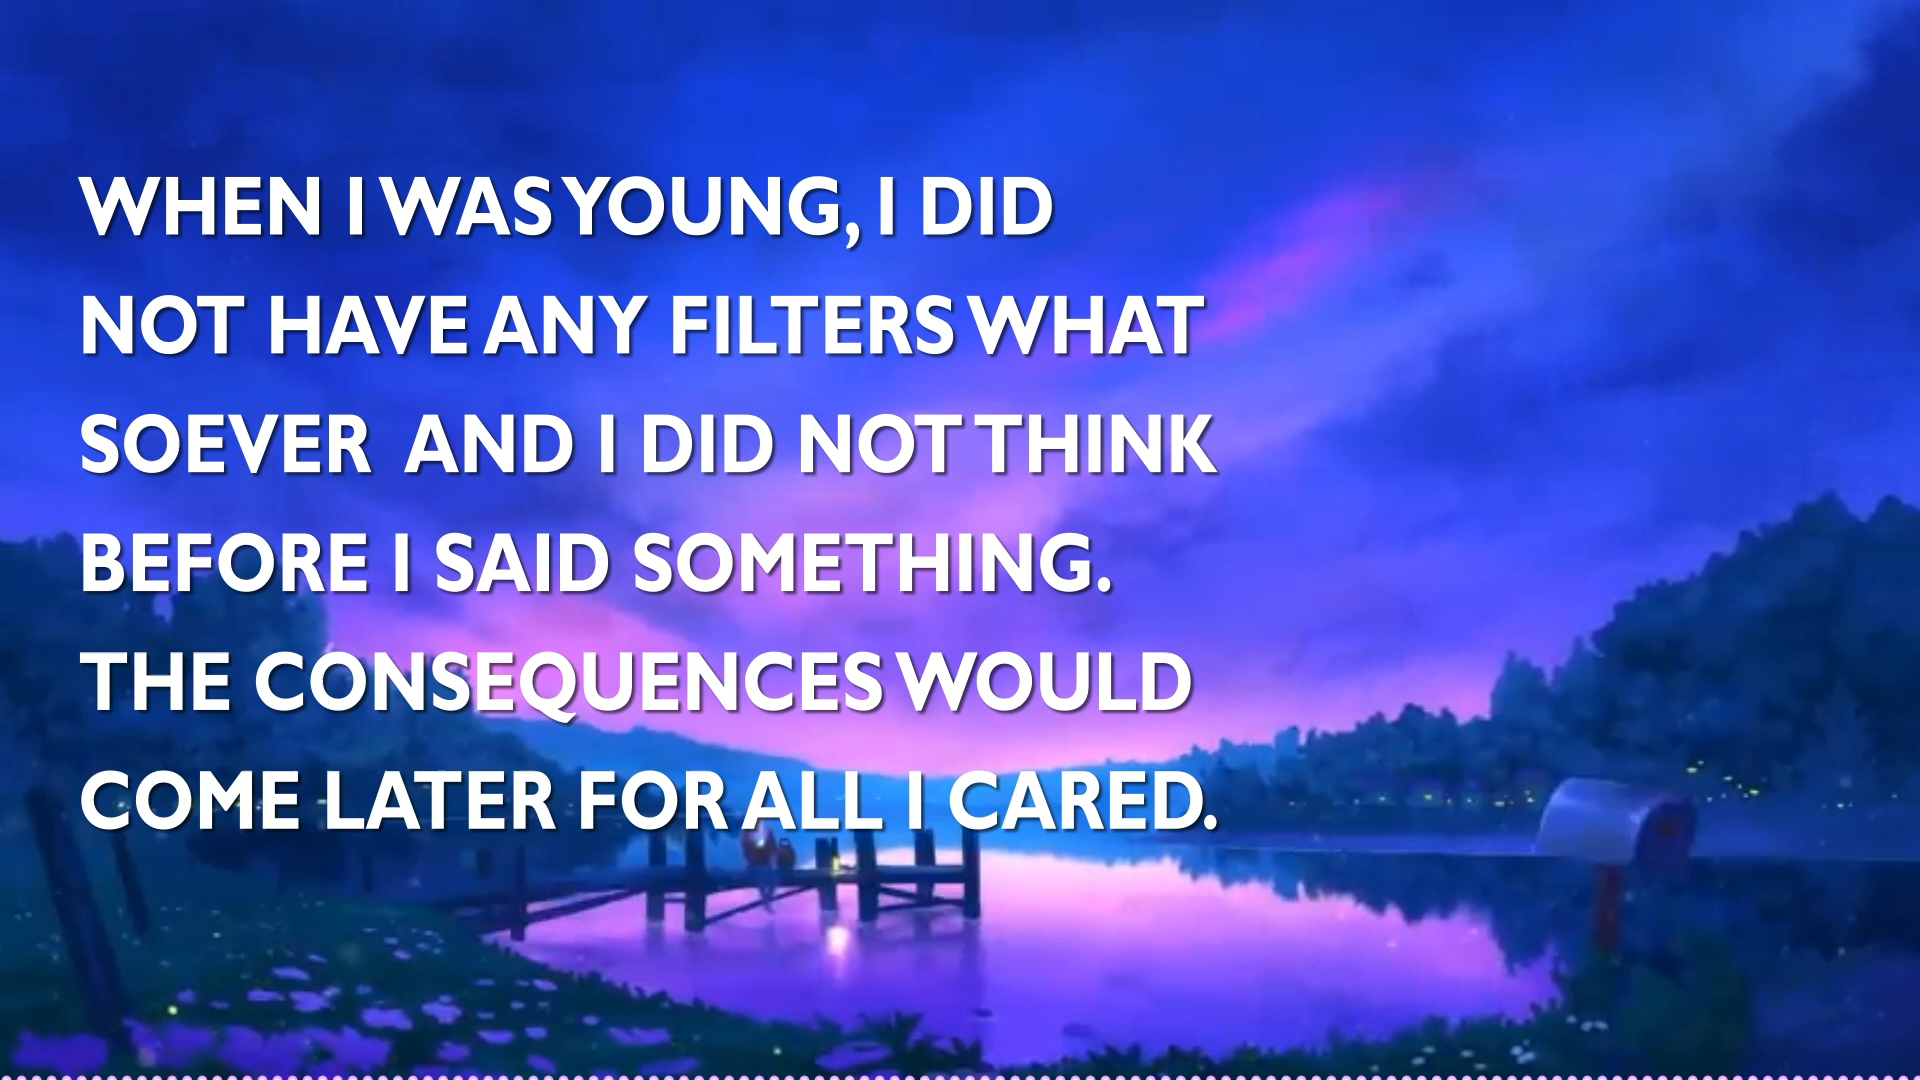 WHEN I WAS YOUNG, I DID
NOT HAVE ANY FILTERS WHAT
SOEVER AND I DID NOT THINK
BEFORE I SAID SOMETHING.
THE CONSEQUENCES WOULD
COME LATER FOR ALL I CARED.